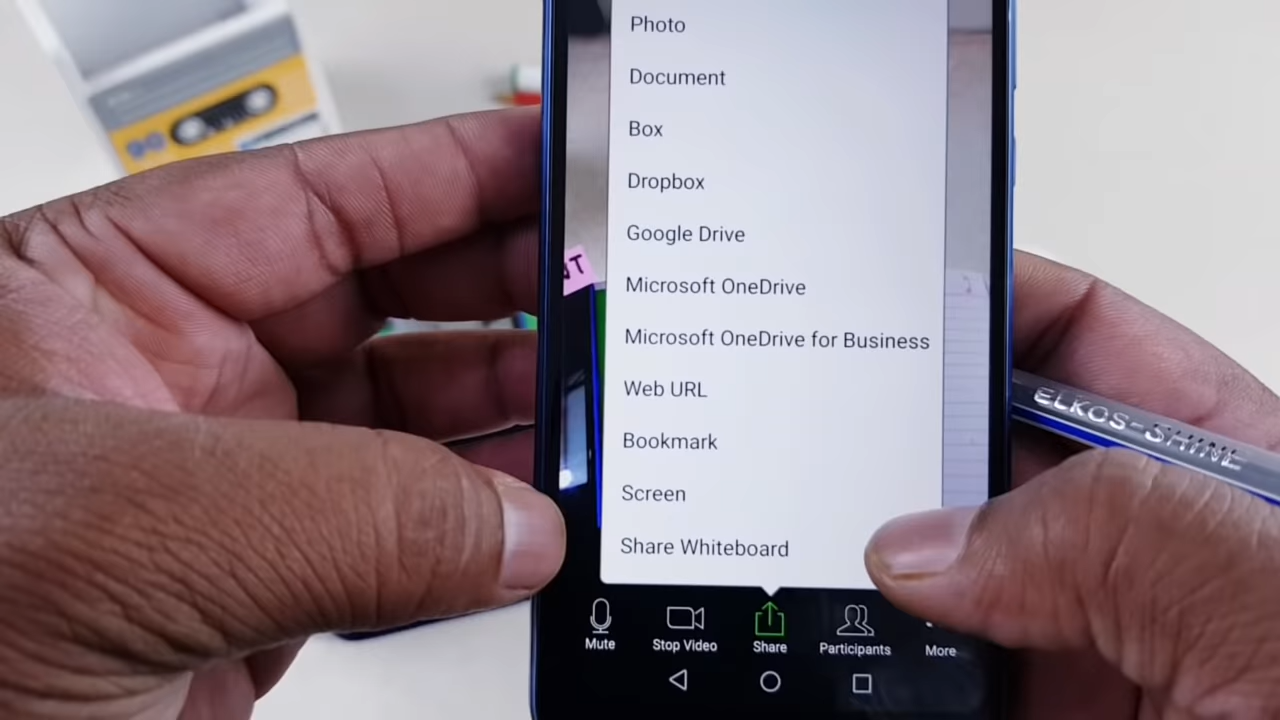 90
Photo
Document
Box
Dropbox
Google Drive
Microsoft OneDrive
Microsoft OneDrive for Business
Web URL
Bookmark
Screen
Share Whiteboard
ELKOS-SHINE
Mute
Stop Video
Share
Participants
More